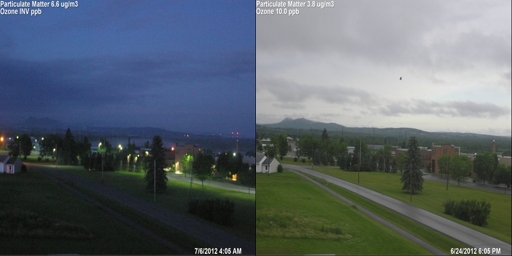 Particulate Matter 6.6 ug/m3
Ozone INV ppb
7/6/2012 4:05 AM
Particulate Matter 3.8 ug/m3
Ozone 10.0 ppb
6/24/2012 6:05 PM